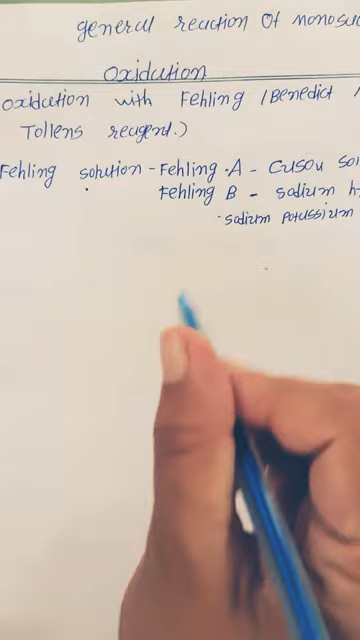 general reaction of monosac
Oxidation
oxidation with Fehling /Benedict /
Tollens reagent.)
Fehling solution - Fehling .A - CuSO4 sol
Fehling B - sodium h
sodium potassium